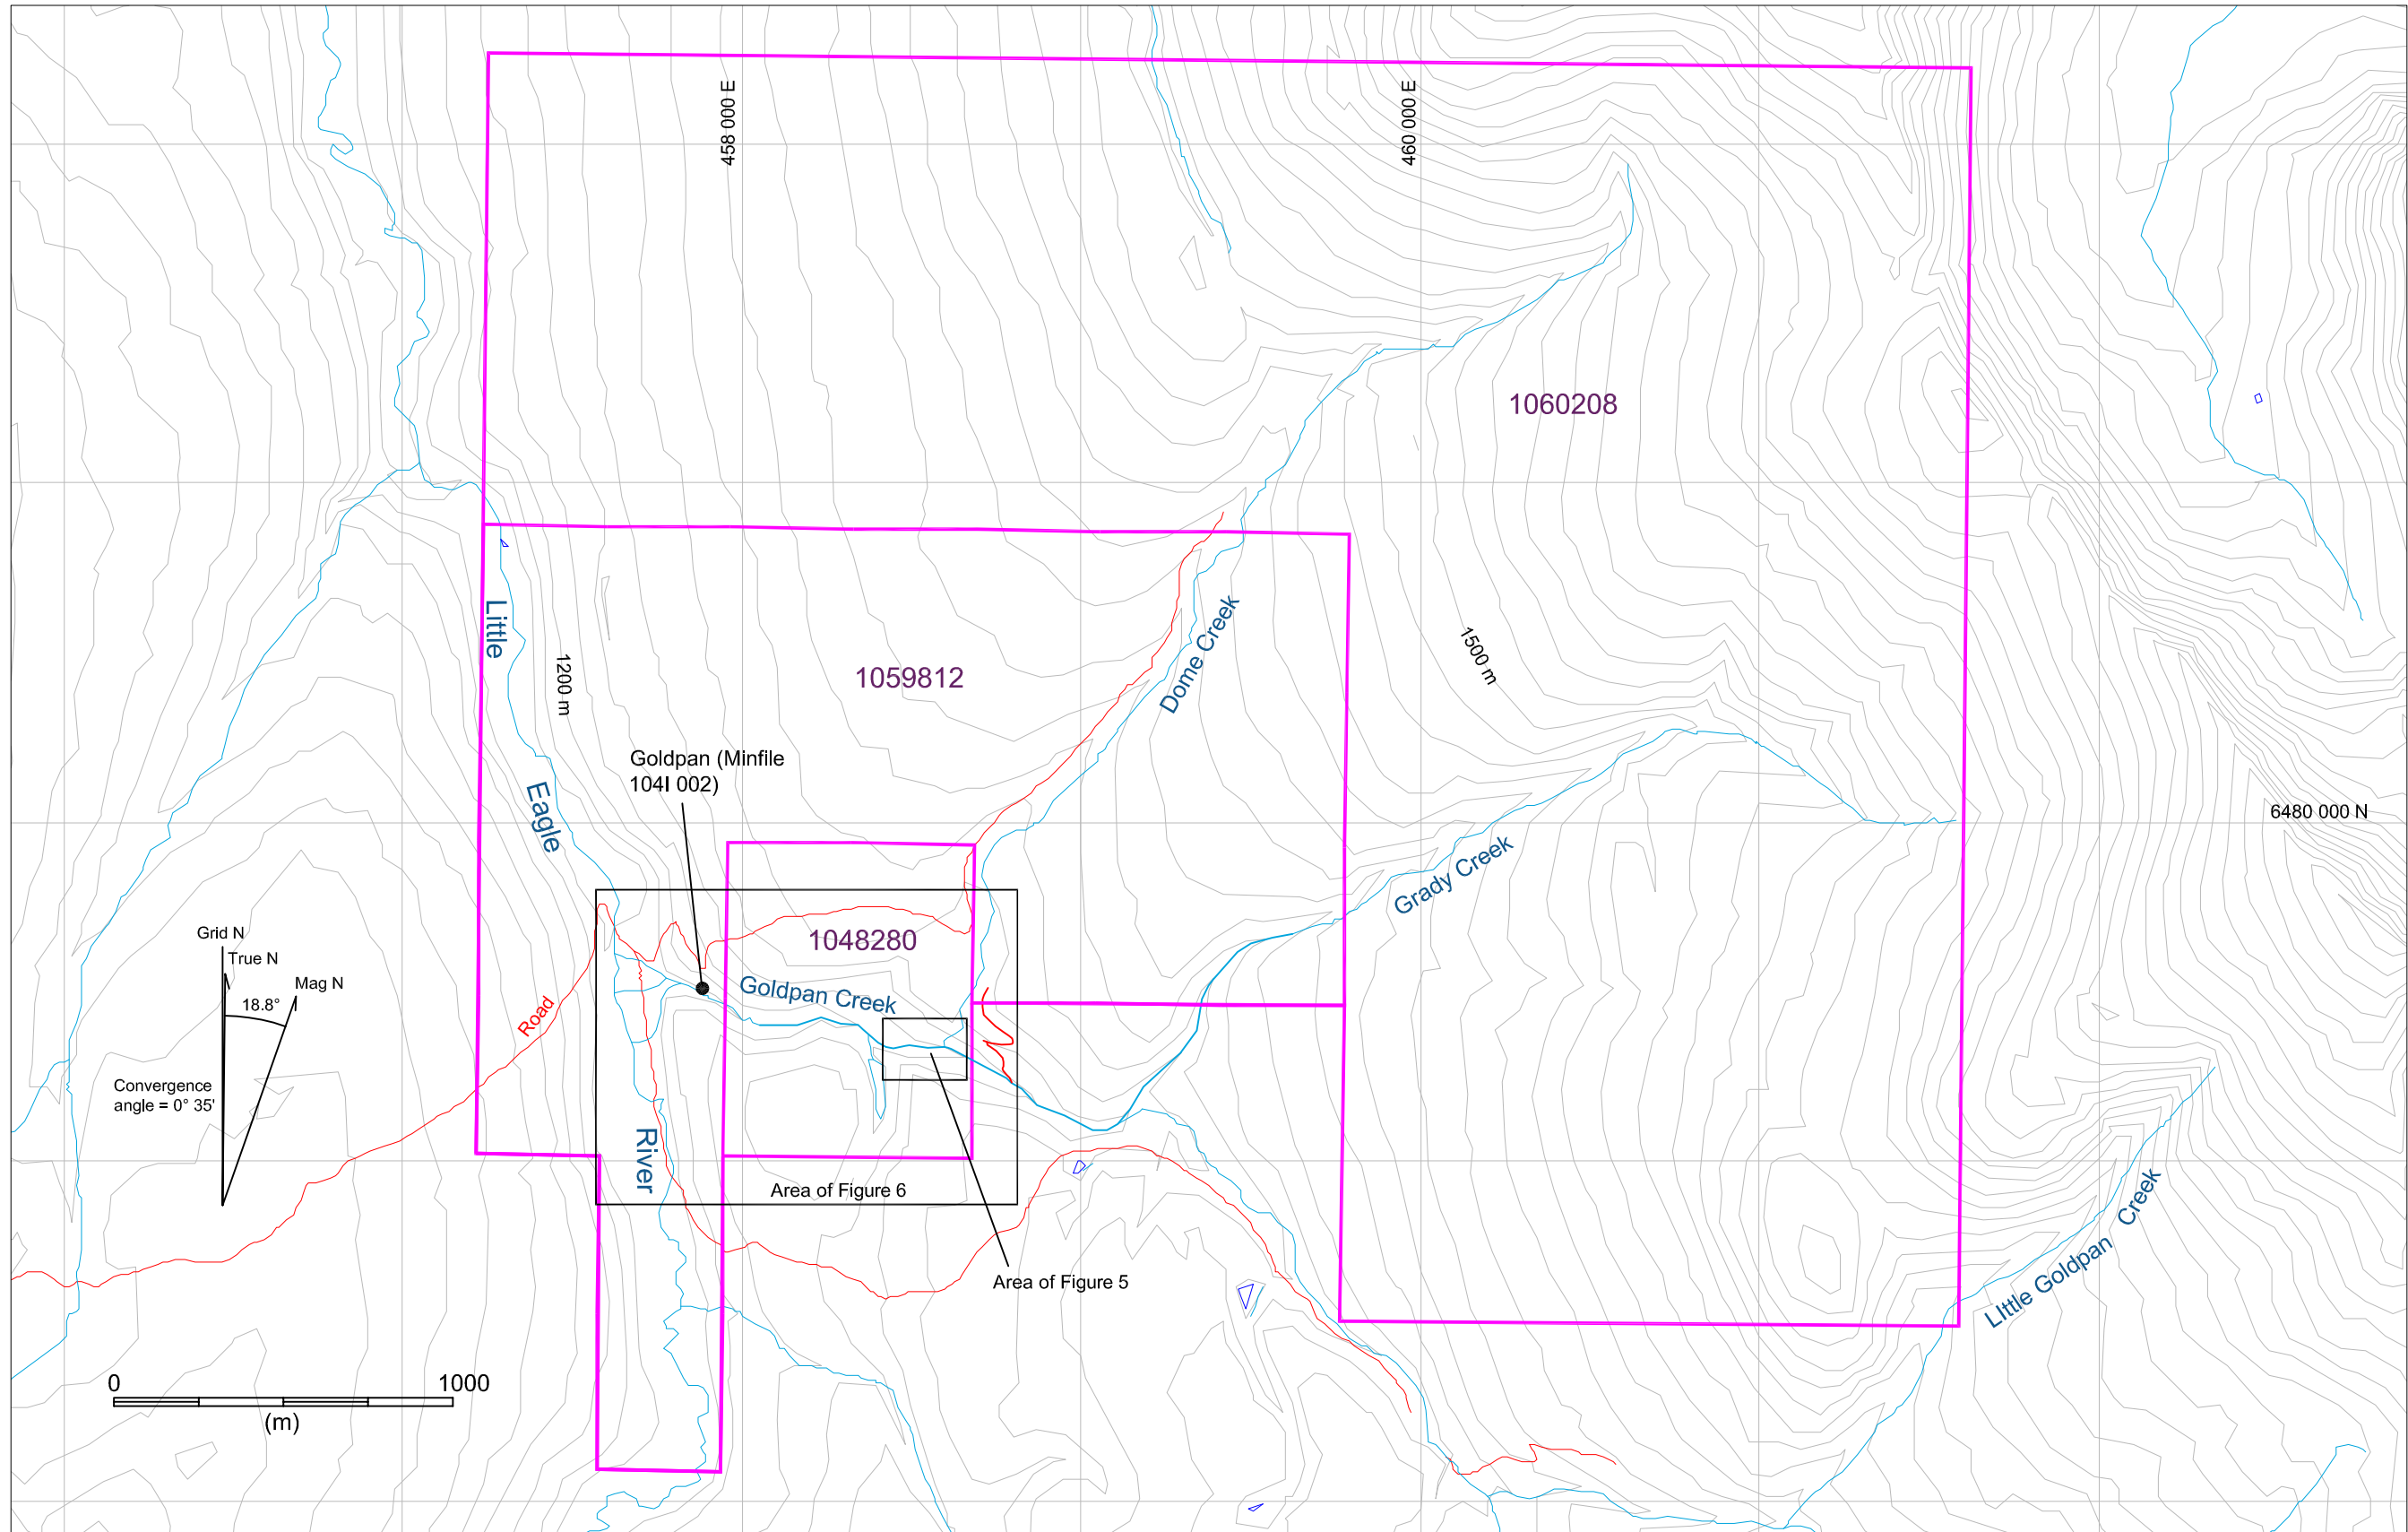 458 000 E
460 000 E
1060208
Little
1200 m
1059812
Dome Creek
1500 m
Goldpan (Minfile
104I 002)
Eagle
6480 000 N
Grady Creek
Grid N
True N
Mag N
18.8°
1048280
Goldpan Creek
Road
Convergence
angle = 0° 35'
River
Area of Figure 6
Area of Figure 5
LIttle Goldpan Creek
0 1000
(m)